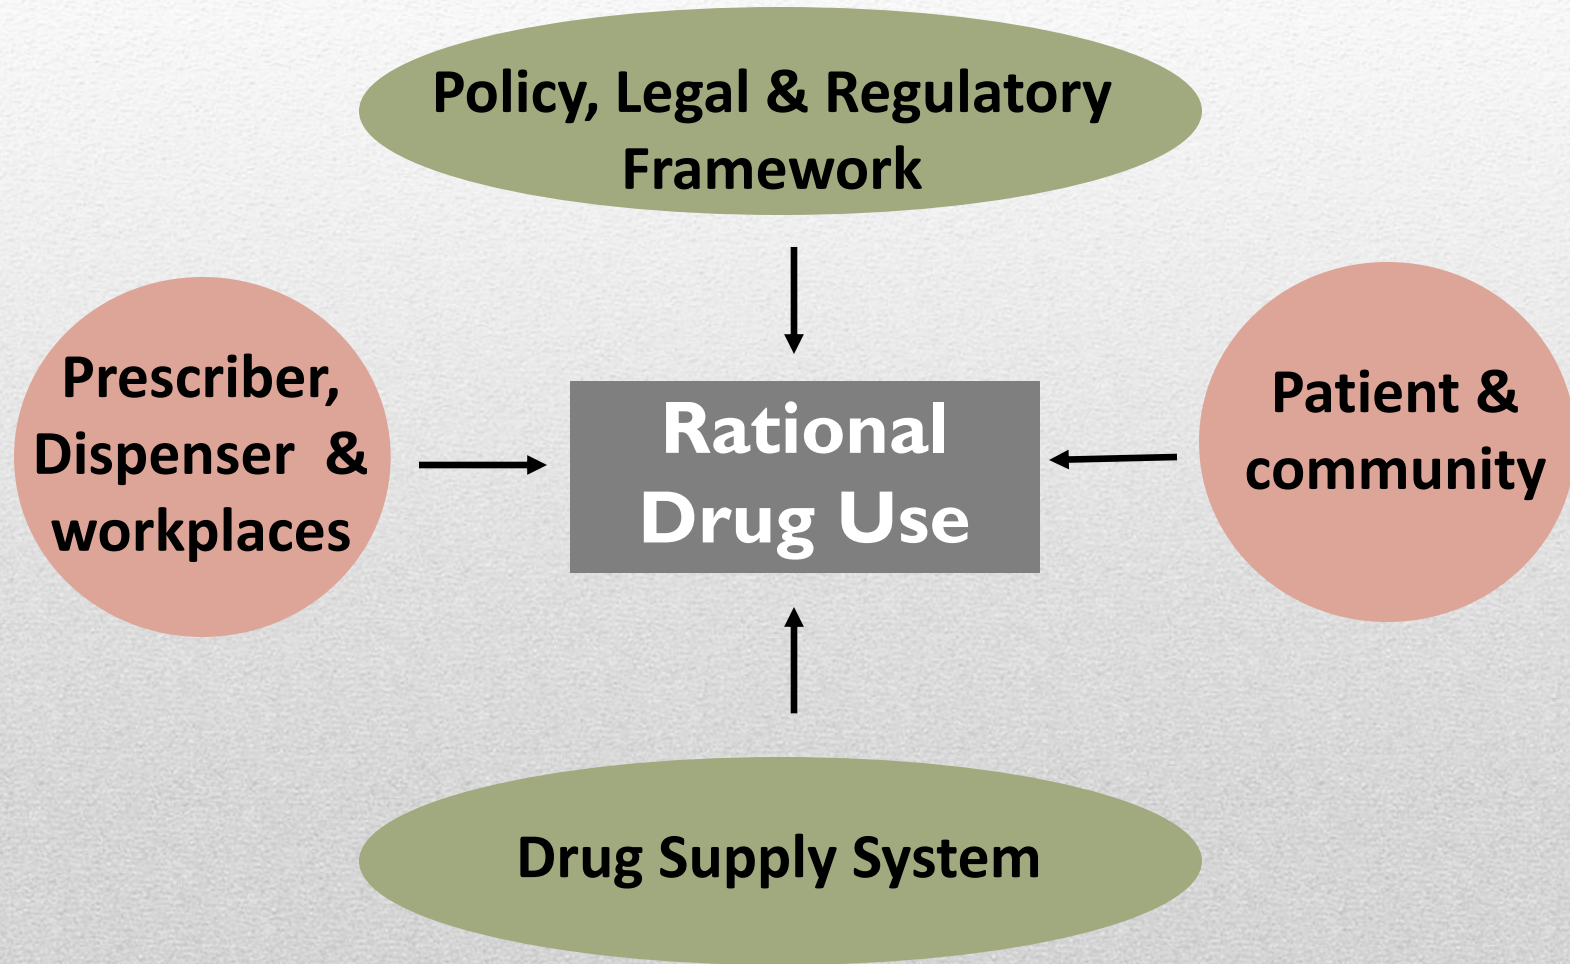 Policy, Legal & Regulatory
Framework
Prescriber,
Dispenser & 
workplaces
Rational
Drug Use
Patient &
community
Drug Supply System